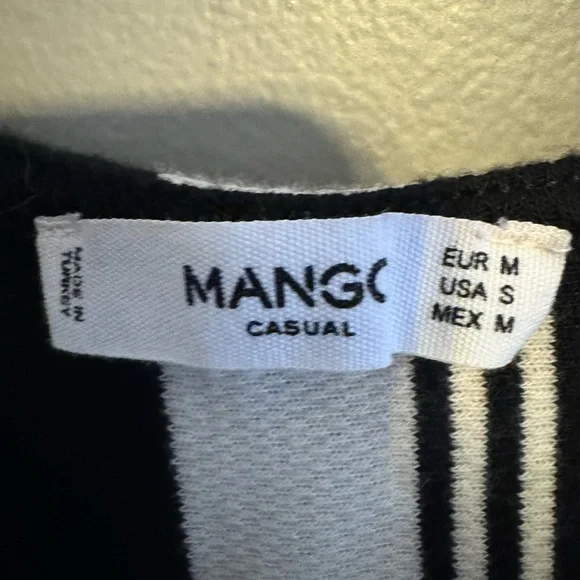 MADE IN
TURKEY
MANGO
CASUAL
EUR M
USA S
MEX M